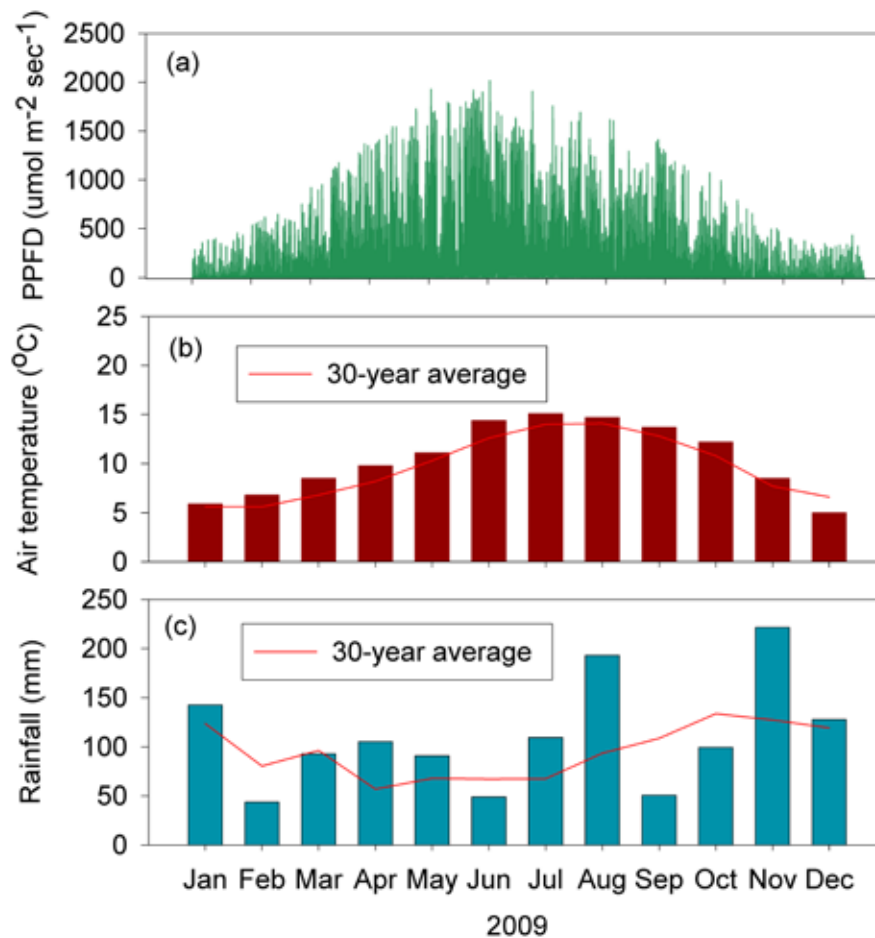 (a)
PPFD (umol m-2 sec-1)
2500
2000
1500
1000
500
0
(b)
30-year average
Air temperature (oC)
25
20
15
10
5
0
(c)
30-year average
Rainfall (mm)
250
200
150
100
50
0
Jan Feb Mar Apr May Jun Jul Aug Sep Oct Nov Dec
2009